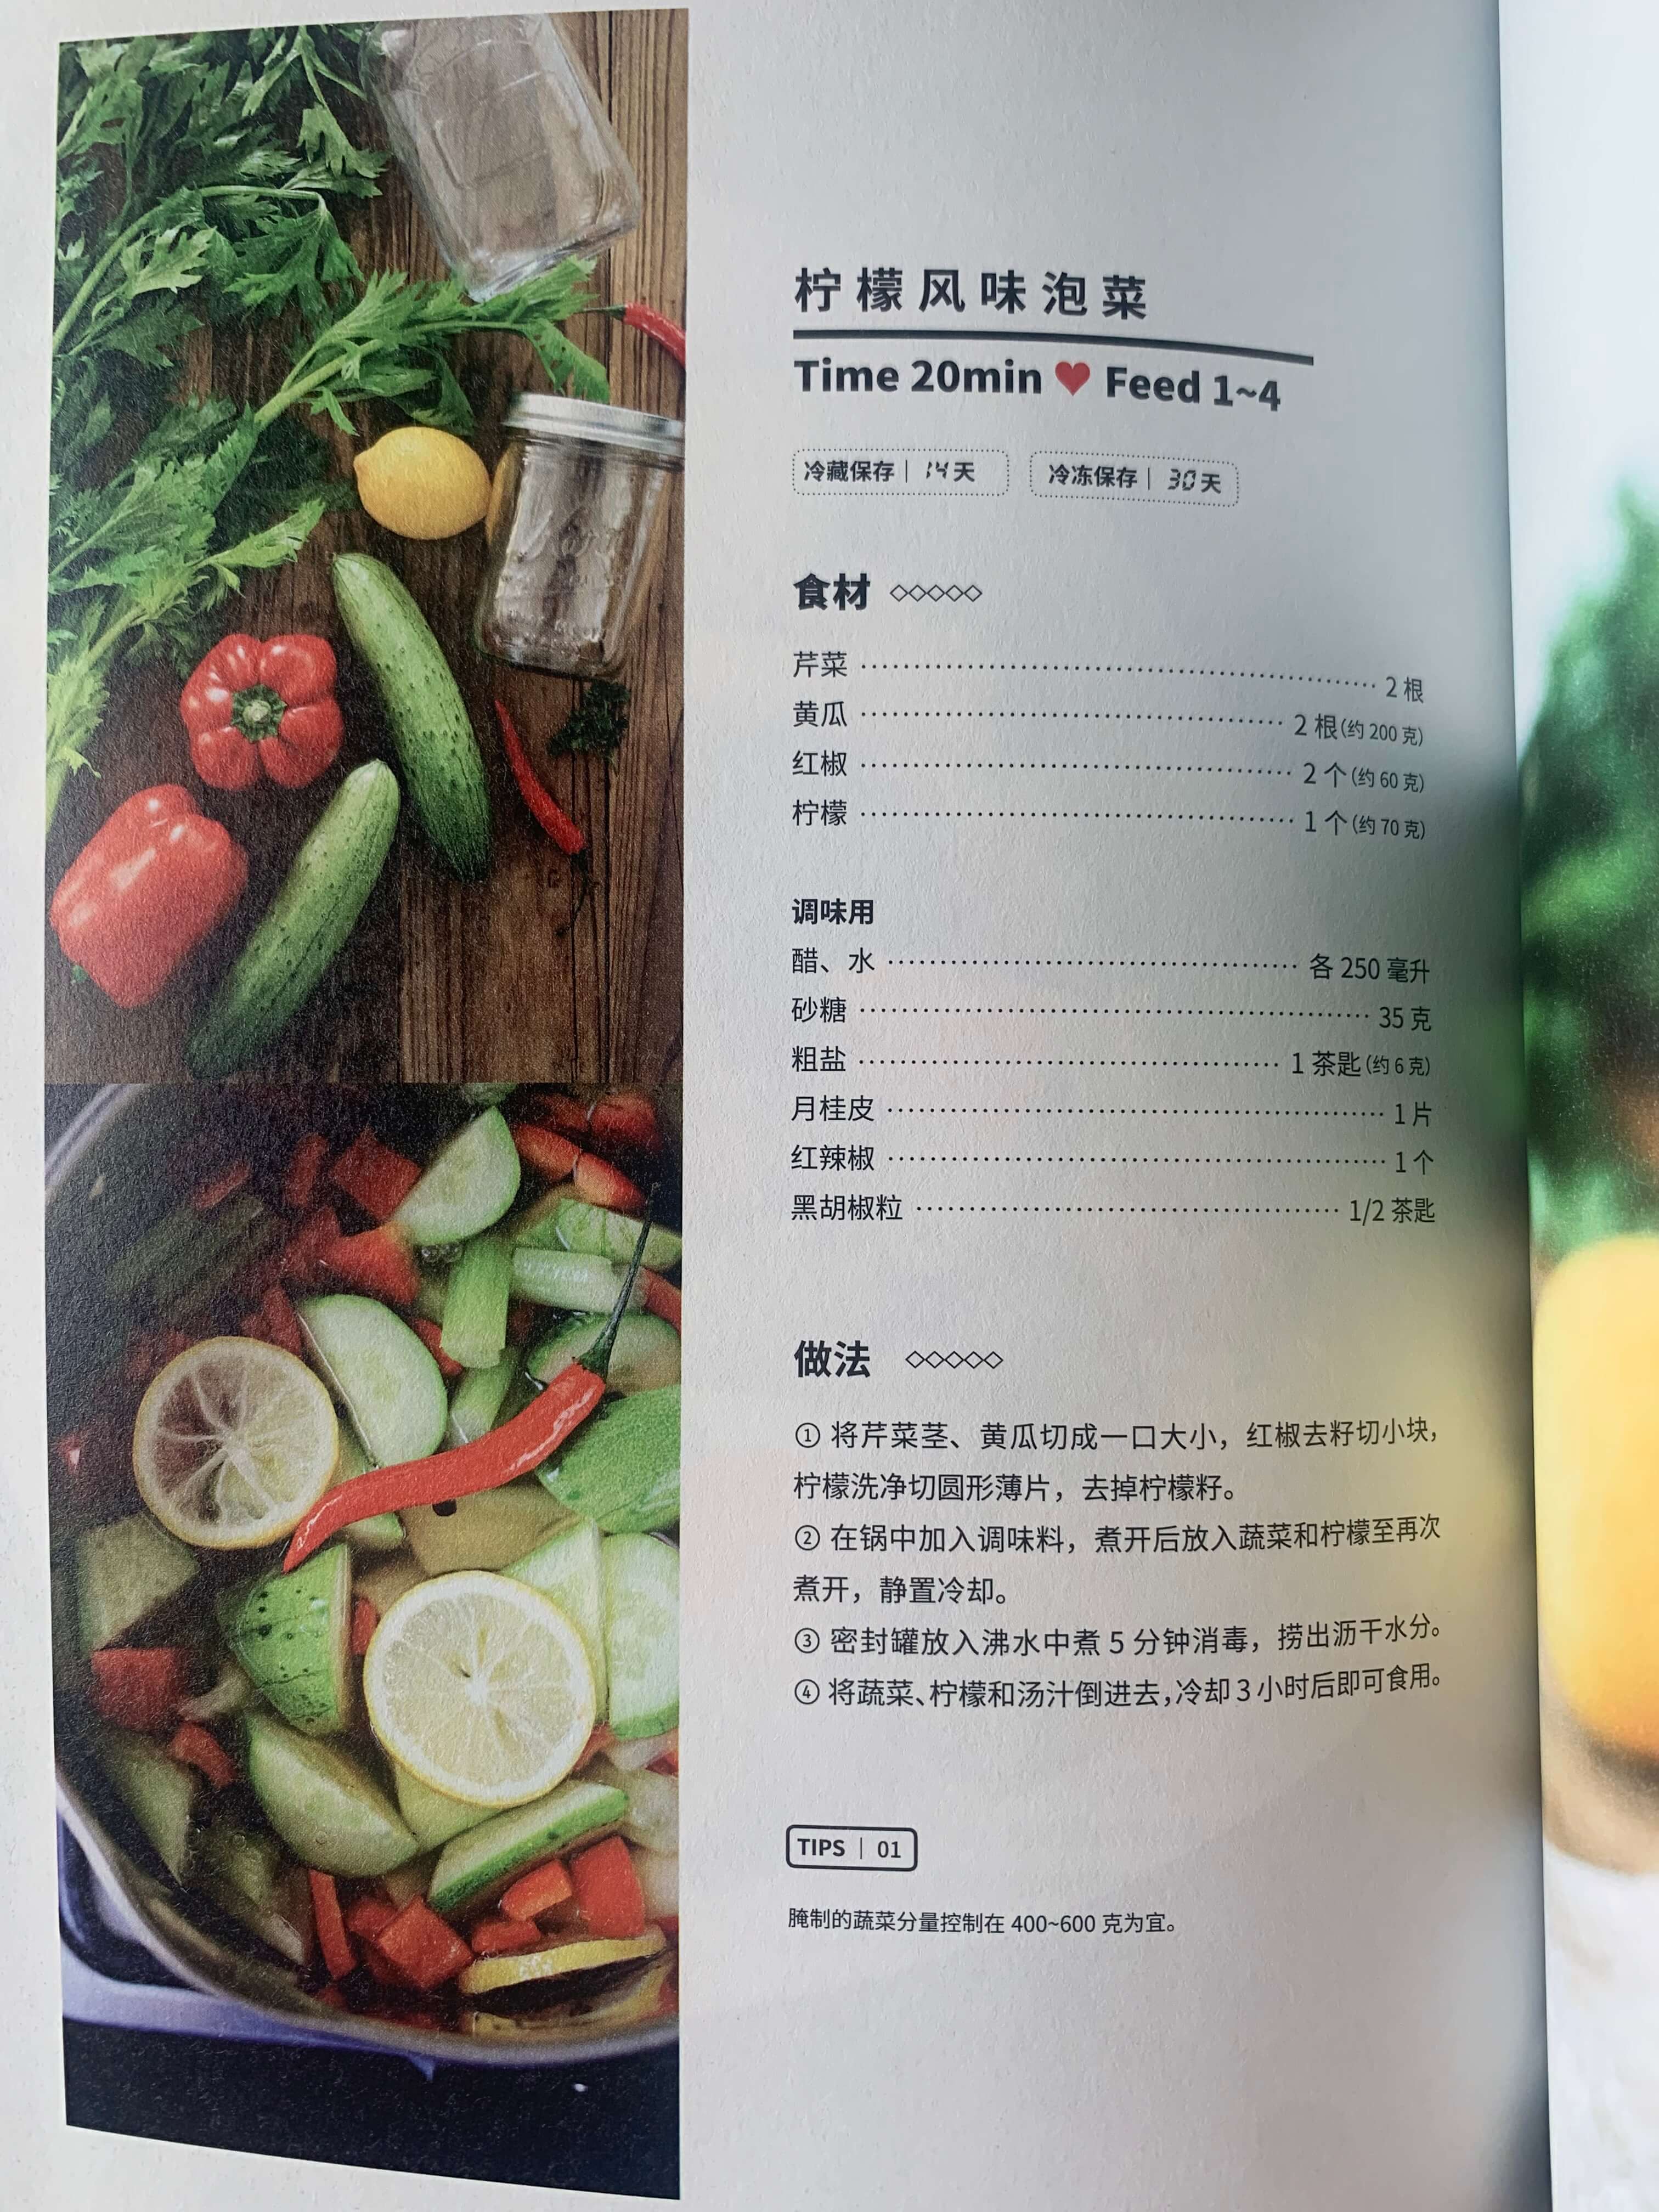 柠檬风味泡菜
Time 20min ♥ Feed 1~4
冷藏保存 | 14天 冷冻保存 | 30天
食材 ◇◇◇◇◇
芹菜 ········ 2 根
黄瓜 ········ 2 根(约 200 克)
红椒 ········ 2 个(约 60 克)
柠檬 ········ 1 个(约 70 克)
调味用
醋、水 ········ 各 250 毫升
砂糖 ········ 35 克
粗盐 ········ 1 茶匙(约 6 克)
月桂皮 ········ 1 片
红辣椒 ········ 1 个
黑胡椒粒 ········ 1/2 茶匙
做法 ◇◇◇◇◇
① 将芹菜茎、黄瓜切成一口大小，红椒去籽切小块，
柠檬洗净切圆形薄片，去掉柠檬籽。
② 在锅中加入调味料，煮开后放入蔬菜和柠檬至再次
煮开，静置冷却。
③ 密封罐放入沸水中煮 5 分钟消毒，捞出沥干水分。
④ 将蔬菜、柠檬和汤汁倒进去，冷却 3 小时后即可食用。
TIPS | 01
腌制的蔬菜分量控制在 400~600 克为宜。